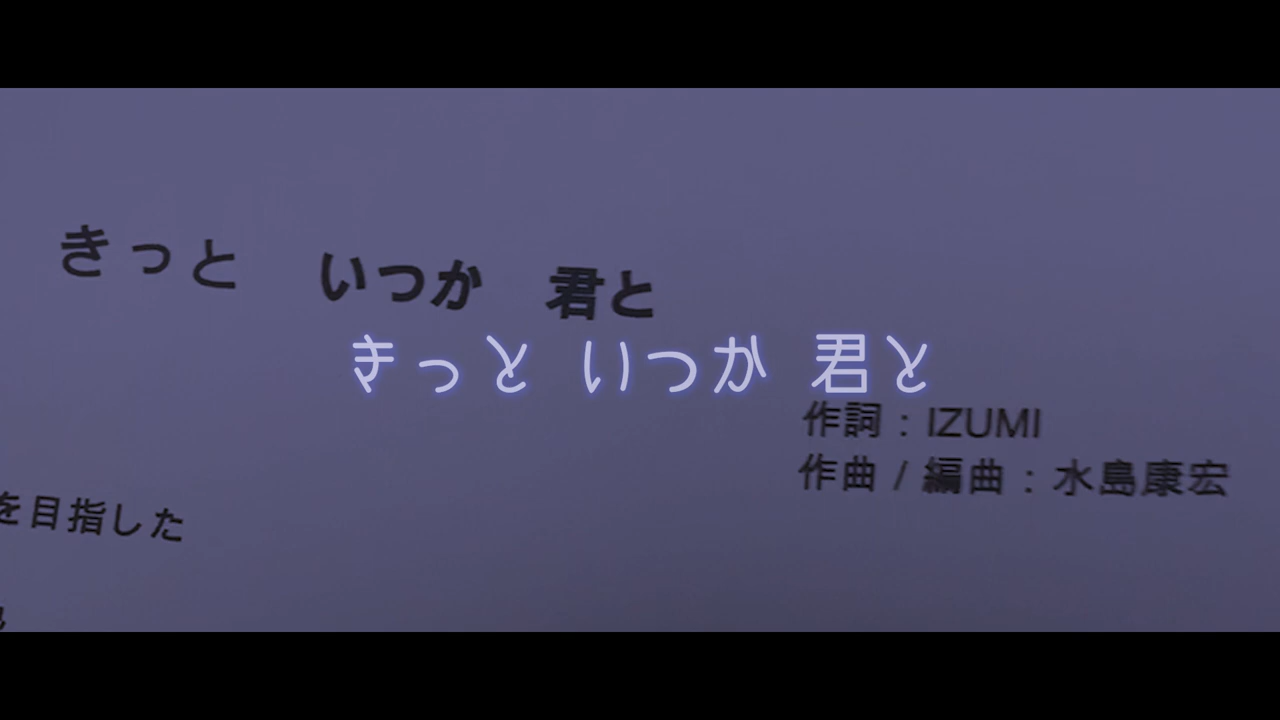 きっと いつか 君と
きっと いつか 君と
作詞：IZUMI
作曲 / 編曲：水島康宏
を目指した